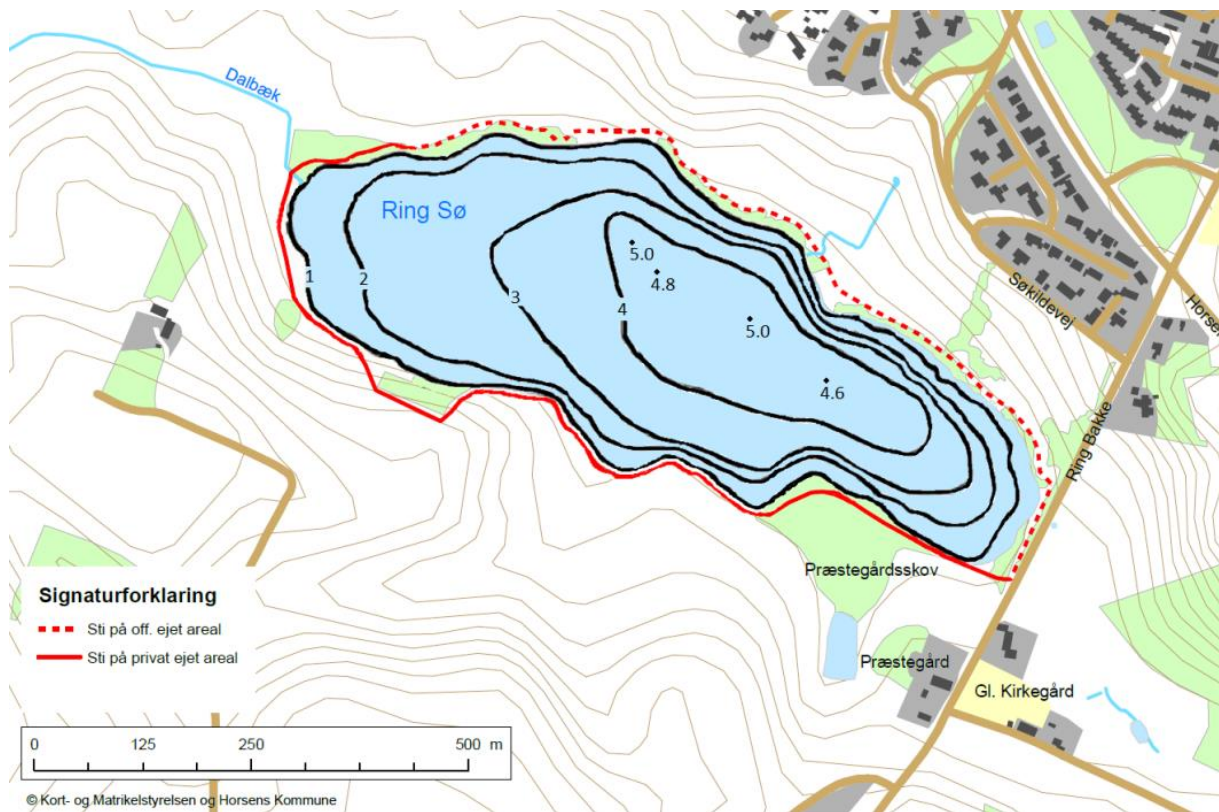 Dalbæk
Ring Sø
1
2
3
4
5.0
4.8
5.0
4.6
Søkildevej
Horsen
Ring Bakke
Præstegårdsskov
Præstegård
Gl. Kirkegård
Signaturforklaring
Sti på off. ejet areal
Sti på privat ejet areal
0 125 250 500 m
© Kort- og Matrikelstyrelsen og Horsens Kommune